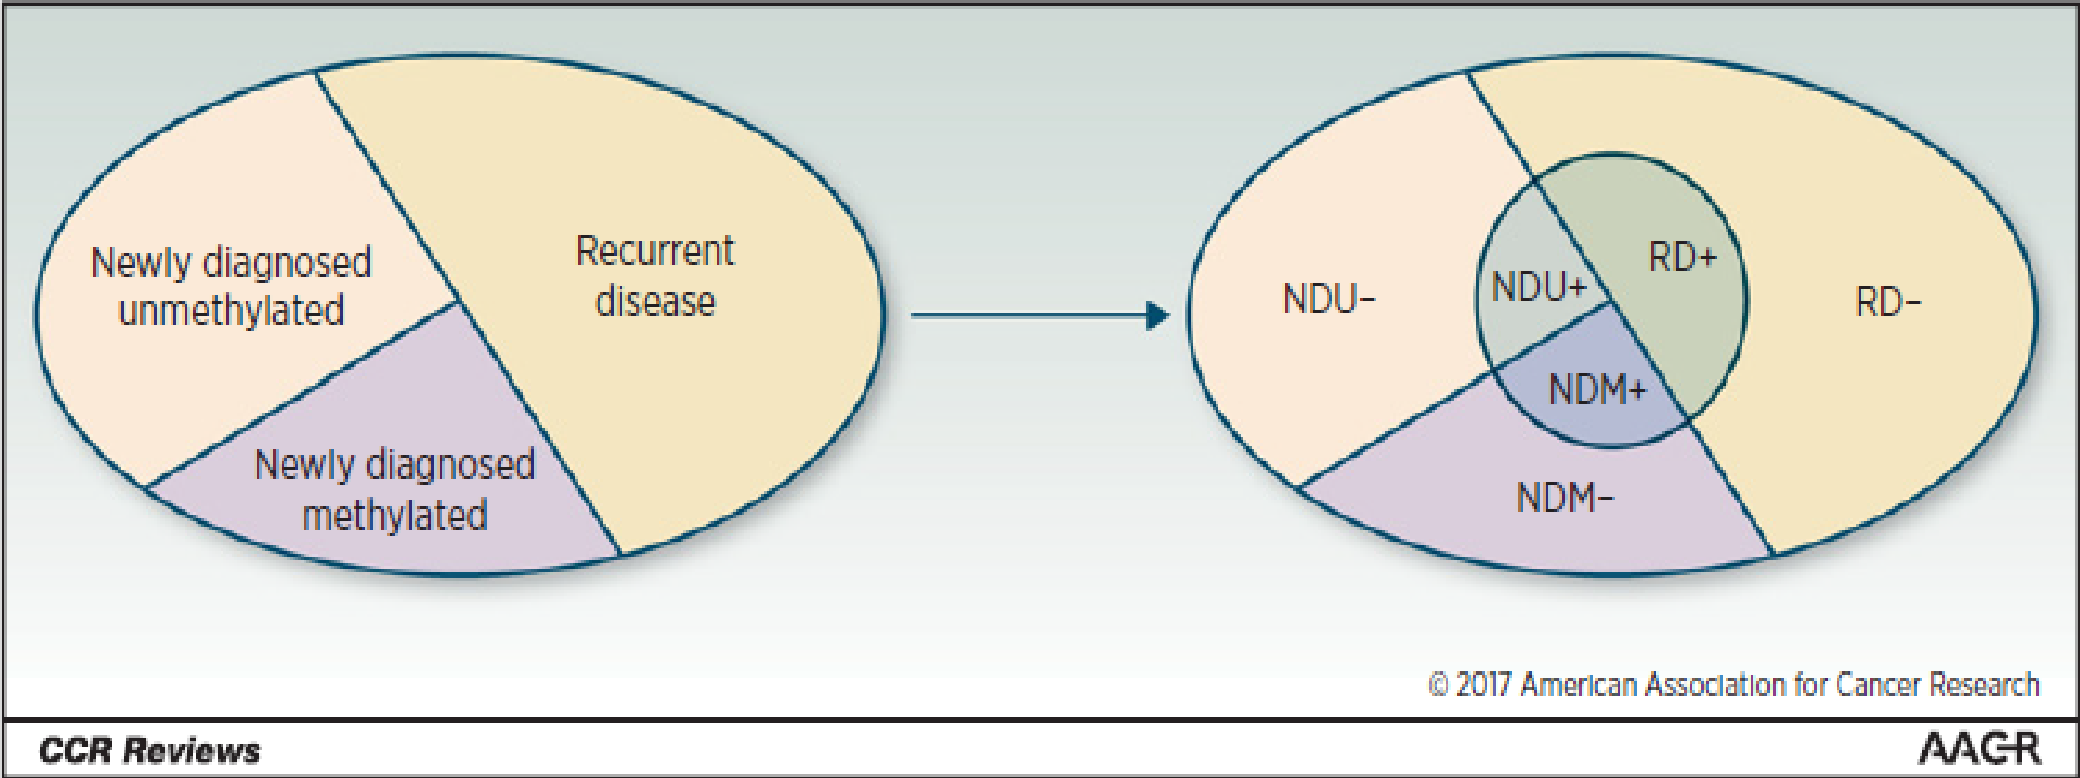 Newly diagnosed
unmethylated
Recurrent
disease
Newly diagnosed
methylated
NDU–
NDU+
RD+
RD–
NDM+
NDM–
© 2017 American Association for Cancer Research
CCR Reviews
AACR